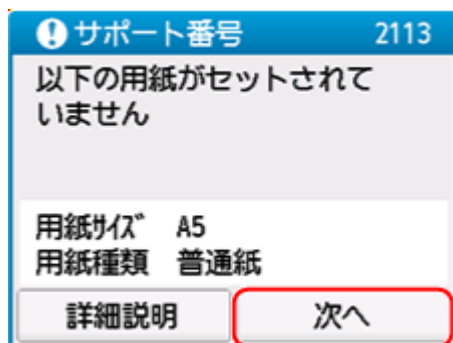 サポート番号 2113
以下の用紙がセットされて
いません
用紙ｻｲｽﾞ A5
用紙種類 普通紙
詳細説明 次へ